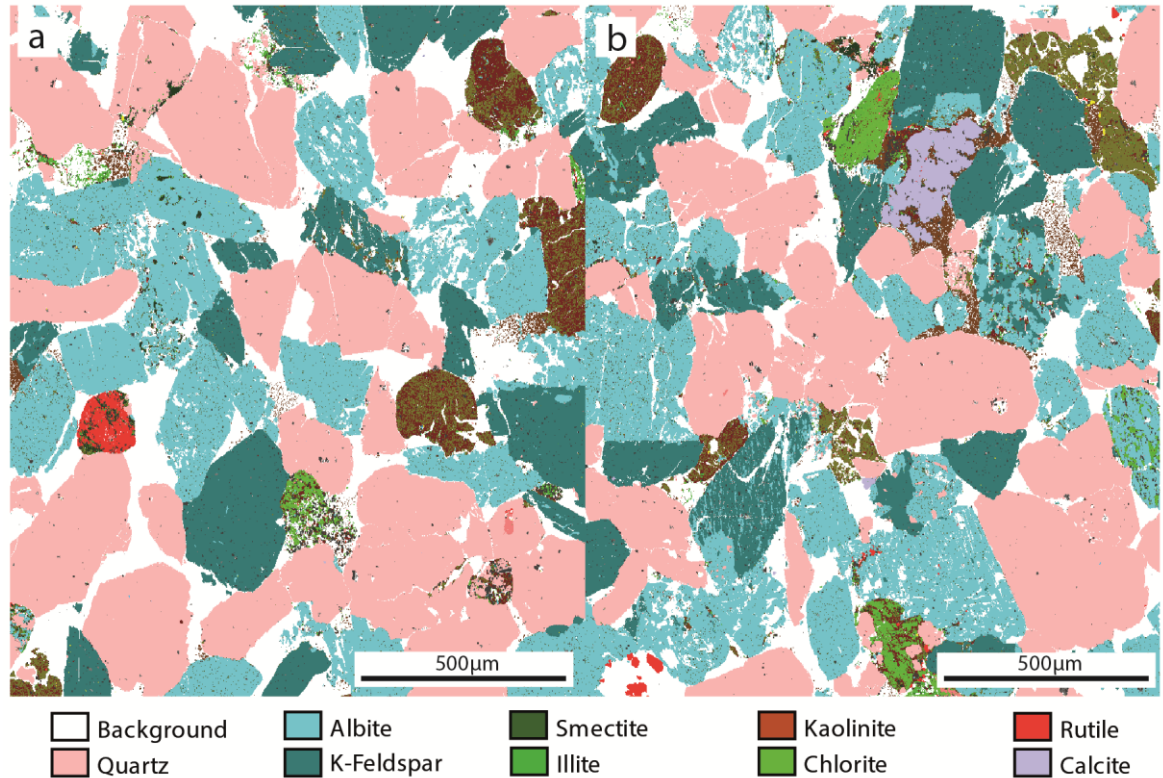 a
b
500µm
500µm
Background
Albite
Smectite
Kaolinite
Rutile
Quartz
K-Feldspar
Illite
Chlorite
Calcite